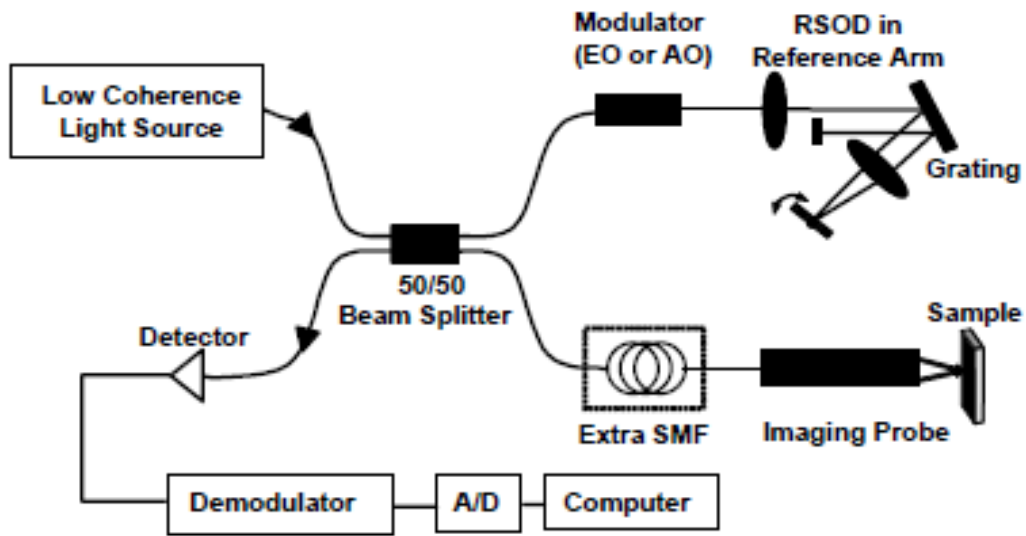 Modulator
(EO or AO)
RSOD in
Reference Arm
Low Coherence
Light Source
Grating
50/50
Beam Splitter
Detector
Sample
Extra SMF
Imaging Probe
Demodulator
A/D
Computer